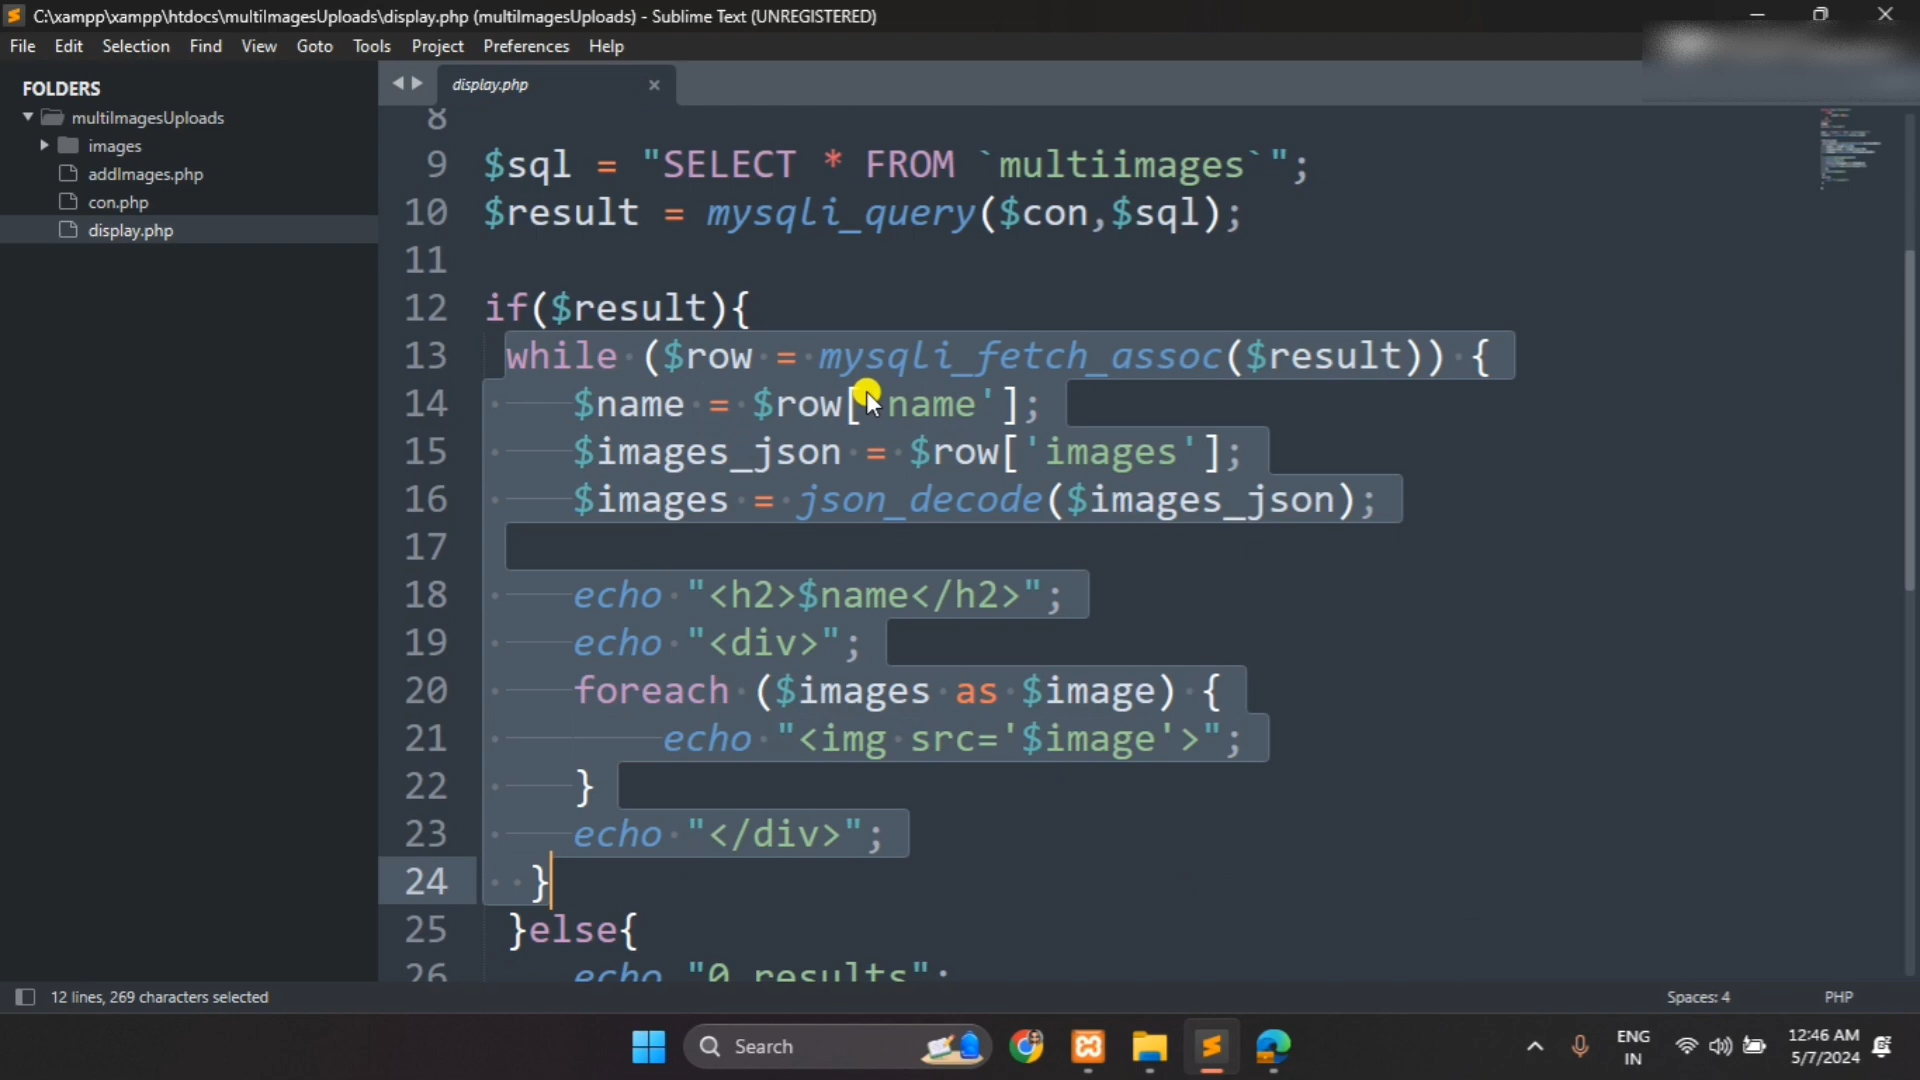 C:\xampp\xampp\htdocs\multiImagesUploads\display.php (multiImagesUploads) - Sublime Text (UNREGISTERED)
File Edit Selection Find View Goto Tools Project Preferences Help
FOLDERS
multiImagesUploads
images
addImages.php
con.php
display.php
display.php
8
9 $sql = "SELECT * FROM `multiimages`";
10 $result = mysqli_query($con,$sql);
11
12 if($result){
13 while ($row = mysqli_fetch_assoc($result)) {
14 $name = $row['name'];
15 $images_json = $row['images'];
16 $images = json_decode($images_json);
17
18 echo "<h2>$name</h2>";
19 echo "<div>";
20 foreach ($images as $image) {
21 echo "<img src='$image'>";
22 }
23 echo "</div>";
24 }
25 }else{
26 echo "0 results";
12 lines, 269 characters selected
Spaces: 4 PHP
Search
ENG
IN
12:46 AM
5/7/2024